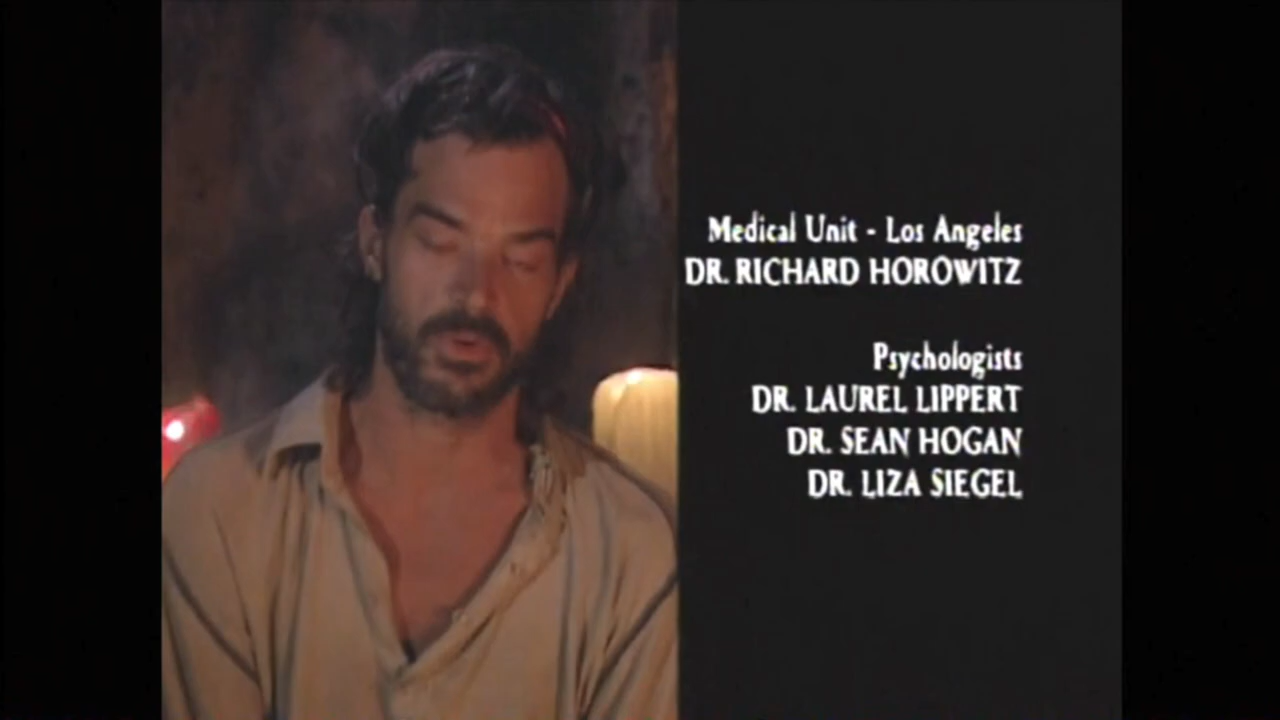 Medical Unit - Los Angeles
DR. RICHARD HOROWITZ
Psychologists
DR. LAUREL LIPPERT
DR. SEAN HOGAN
DR. LIZA SIEGEL